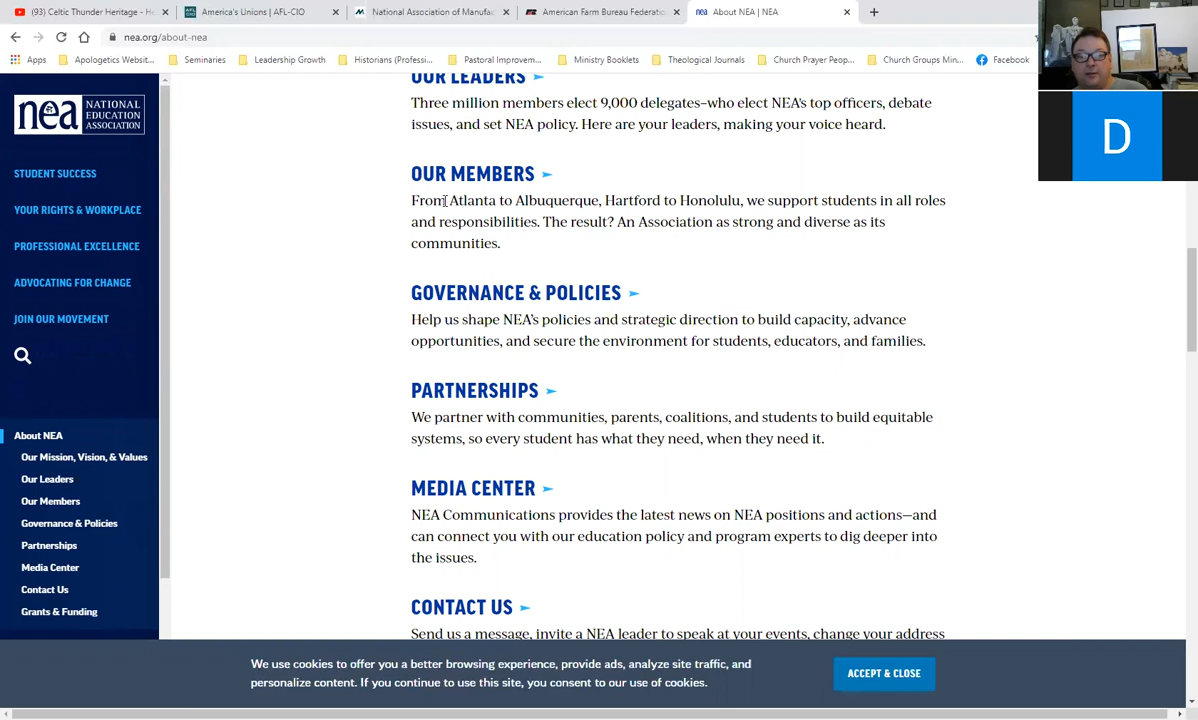 (93) Celtic Thunder Heritage - H
America's Unions | AFL-CIO
National Association of Manufac
American Farm Bureau Federatio
About NEA | NEA
nea.org/about-nea
Apps
Apologetics Websit...
Seminaries
Leadership Growth
Historians (Professi...
Pastoral Improvem...
Ministry Booklets
Theological Journals
Church Prayer Peop...
Church Groups Min...
Facebook
nea NATIONAL EDUCATION ASSOCIATION
STUDENT SUCCESS
YOUR RIGHTS & WORKPLACE
PROFESSIONAL EXCELLENCE
ADVOCATING FOR CHANGE
JOIN OUR MOVEMENT
About NEA
Our Mission, Vision, & Values
Our Leaders
Our Members
Governance & Policies
Partnerships
Media Center
Contact Us
Grants & Funding
OUR LEADERS
Three million members elect 9,000 delegates–who elect NEA's top officers, debate
issues, and set NEA policy. Here are your leaders, making your voice heard.
OUR MEMBERS
From Atlanta to Albuquerque, Hartford to Honolulu, we support students in all roles
and responsibilities. The result? An Association as strong and diverse as its
communities.
GOVERNANCE & POLICIES
Help us shape NEA's policies and strategic direction to build capacity, advance
opportunities, and secure the environment for students, educators, and families.
PARTNERSHIPS
We partner with communities, parents, coalitions, and students to build equitable
systems, so every student has what they need, when they need it.
MEDIA CENTER
NEA Communications provides the latest news on NEA positions and actions—and
can connect you with our education policy and program experts to dig deeper into
the issues.
CONTACT US
Send us a message, invite a NEA leader to speak at your events, change your address
We use cookies to offer you a better browsing experience, provide ads, analyze site traffic, and
personalize content. If you continue to use this site, you consent to our use of cookies.
ACCEPT & CLOSE
D